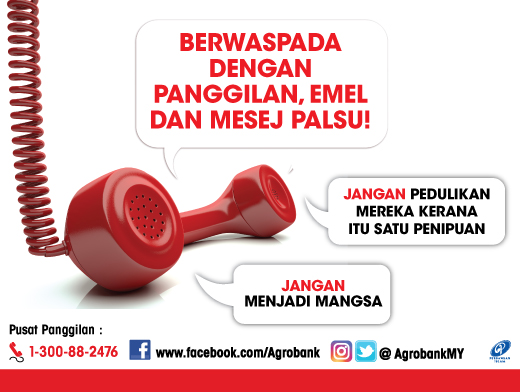 BERWASPADA
DENGAN
PANGGILAN, EMEL
DAN MESEJ PALSU!
JANGAN PEDULIKAN
MEREKA KERANA
ITU SATU PENIPUAN
JANGAN
MENJADI MANGSA
Pusat Panggilan :
1-300-88-2476 www.facebook.com/Agrobank @ AgrobankMY